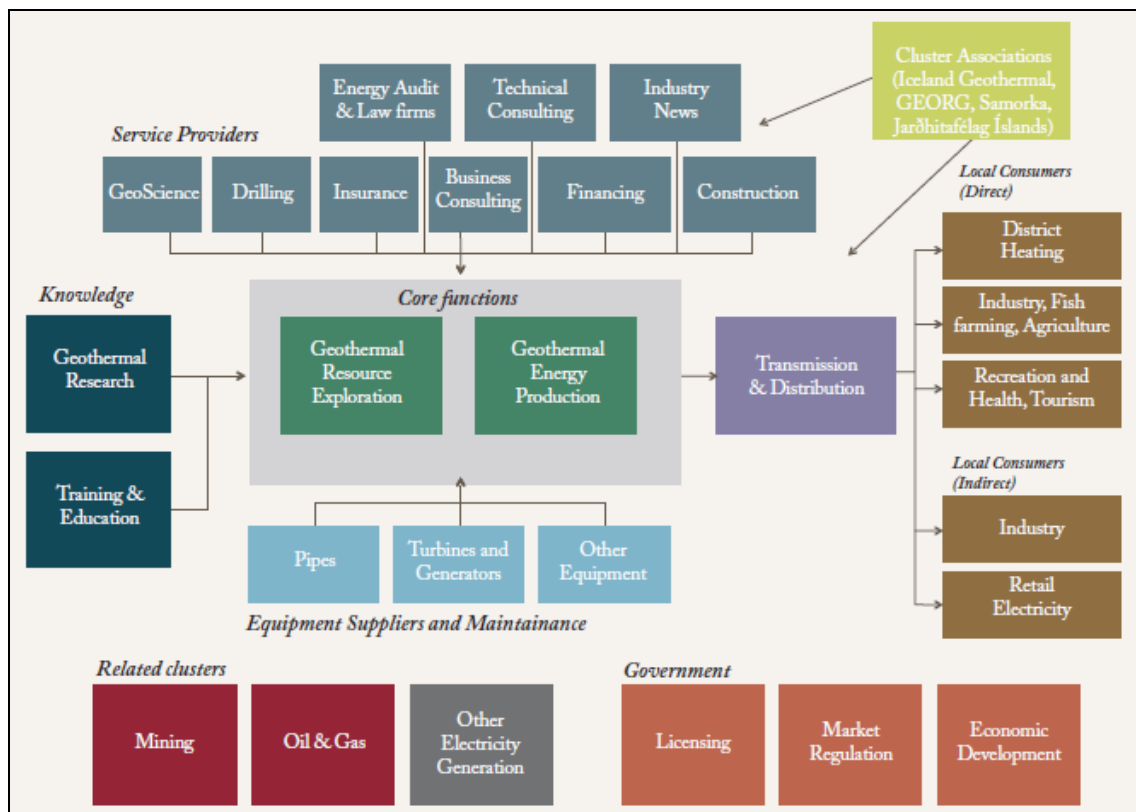 Energy Audit
& Law firms
Technical
Consulting
Industry
News
Cluster Associations
(Iceland Geothermal,
GEORG, Samorka,
Jarðhitafélag Íslands)
Service Providers
GeoScience
Drilling
Insurance
Business
Consulting
Financing
Construction
Local Consumers
(Direct)
District
Heating
Industry, Fish
farming, Agriculture
Recreation and
Health, Tourism
Knowledge
Geothermal
Research
Training &
Education
Core functions
Geothermal
Resource
Exploration
Geothermal
Energy
Production
Transmission
& Distribution
Local Consumers
(Indirect)
Industry
Retail
Electricity
Pipes
Turbines and
Generators
Other
Equipment
Equipment Suppliers and Maintainance
Related clusters
Mining
Oil & Gas
Other
Electricity
Generation
Government
Licensing
Market
Regulation
Economic
Development